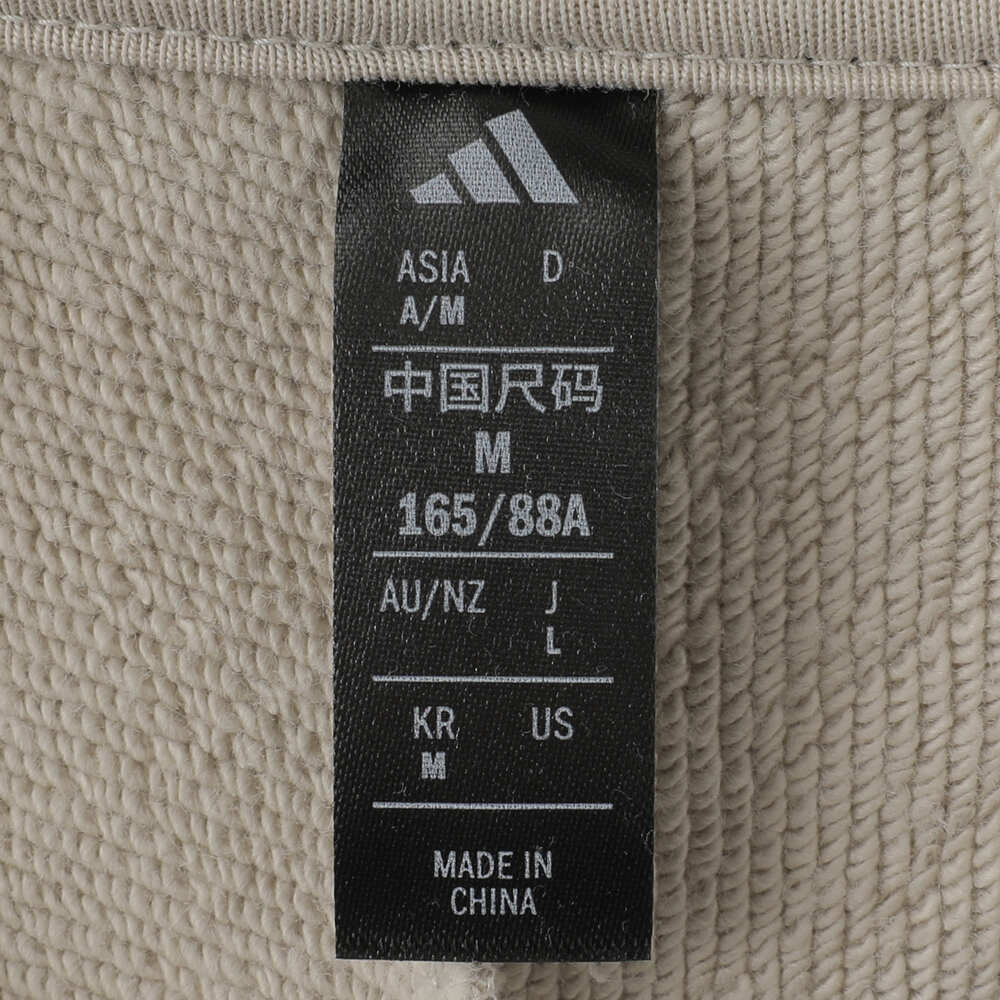 ASIA D
A/M
中国尺码
M
165/88A
AU/NZ J
L
KR US
M
MADE IN
CHINA